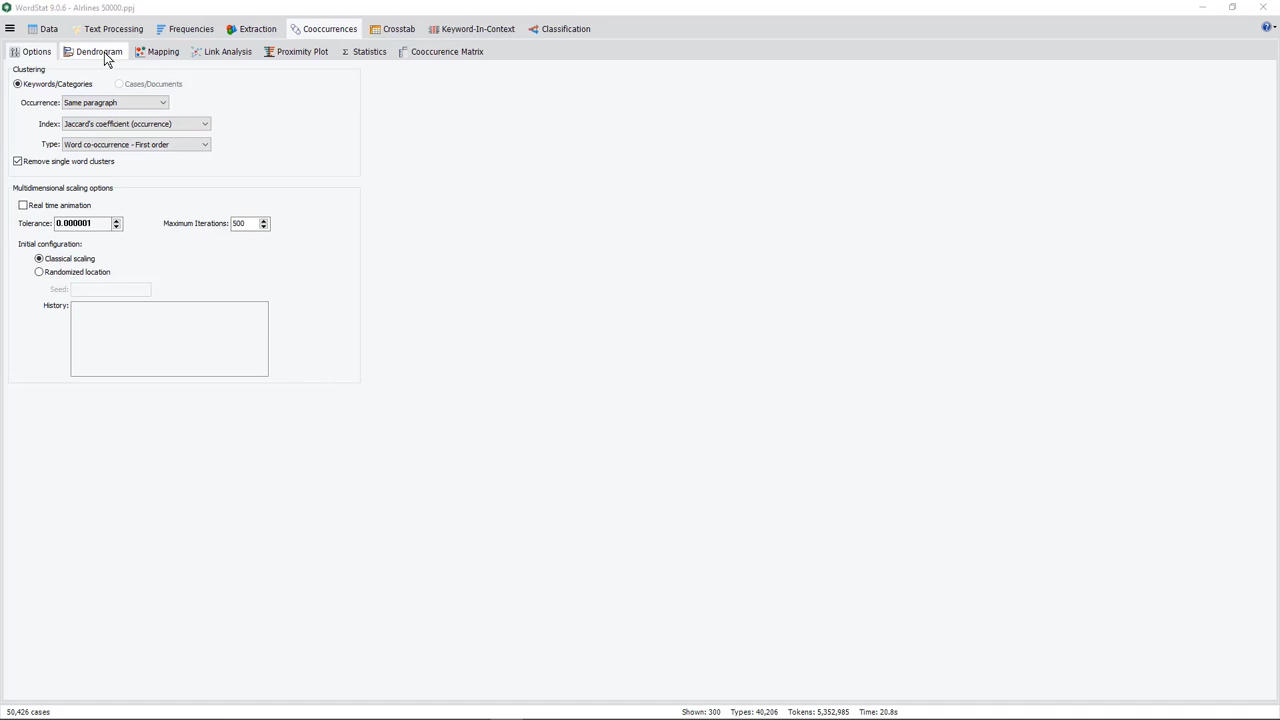 WordStat 9.0.6 - Airlines 50000.ppj
Data Text Processing Frequencies Extraction Cooccurrences Crosstab Keyword-In-Context Classification
Options Dendrogram Mapping Link Analysis Proximity Plot Σ Statistics Cooccurence Matrix
Clustering
Keywords/Categories Cases/Documents
Occurrence: Same paragraph
Index: Jaccard's coefficient (occurrence)
Type: Word co-occurrence - First order
Remove single word clusters
Multidimensional scaling options
Real time animation
Tolerance: 0.000001 Maximum Iterations: 500
Initial configuration:
Classical scaling
Randomized location
Seed:
History:
50,426 cases Shown: 300 Types: 40,206 Tokens: 5,352,985 Time: 20.8s